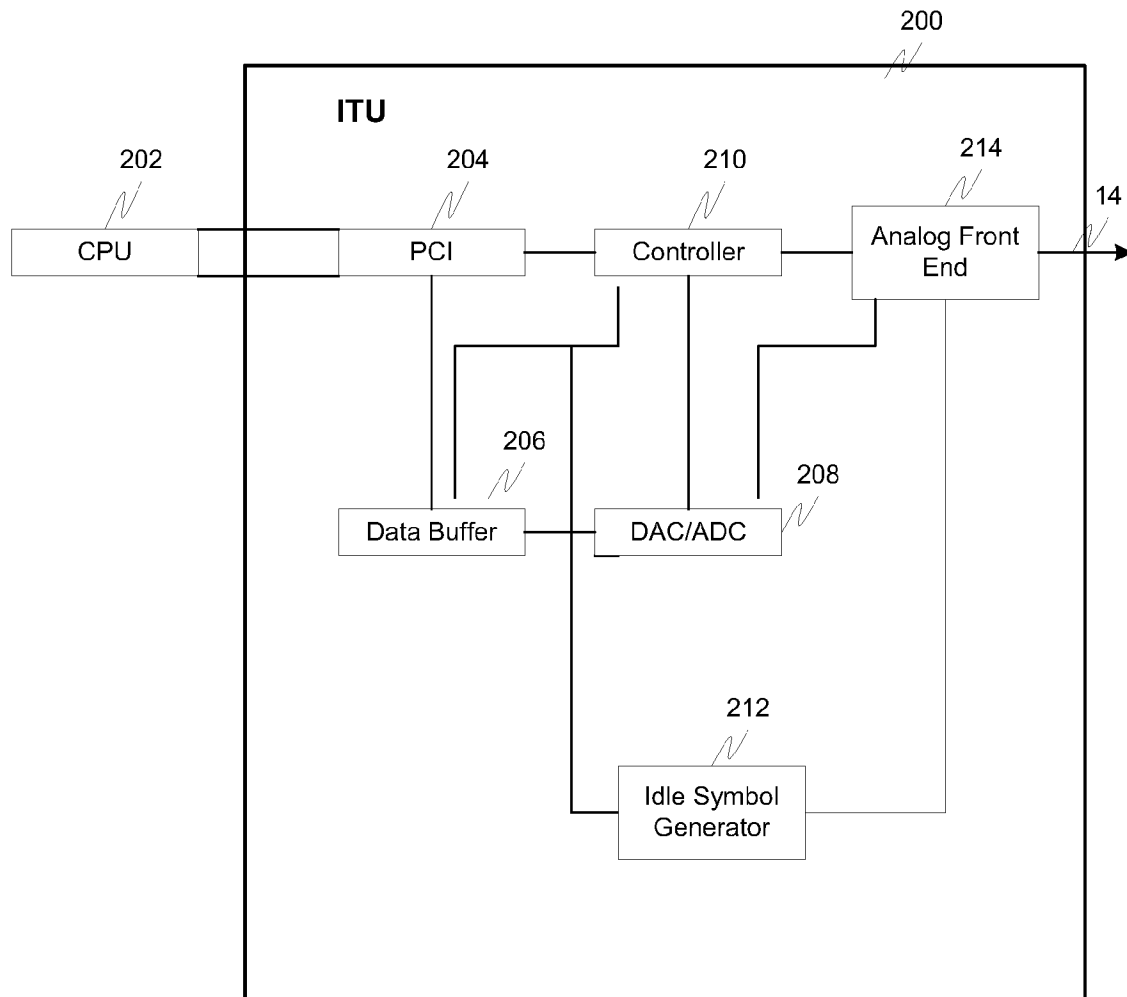 200
ITU
202
204
210
214
14
CPU
PCI
Controller
Analog Front
End
206
208
Data Buffer
DAC/ADC
212
Idle Symbol
Generator